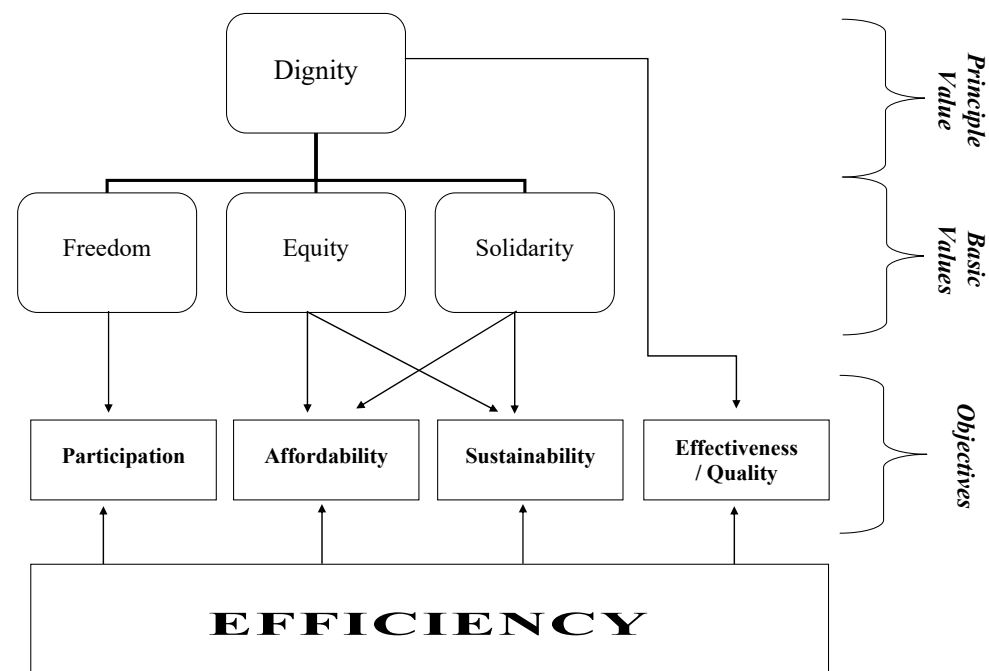 Dignity
Principle
Value
Freedom
Equity
Solidarity
Basic
Values
Participation
Affordability
Sustainability
Effectiveness
/ Quality
Objectives
EFFICIENCY